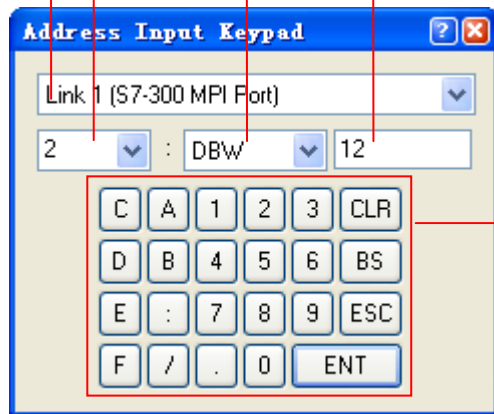 Address Input Keypad
Link 1 (S7-300 MPI Port)
2 : DBW 12
C A 1 2 3 CLR
D B 4 5 6 BS
E : 7 8 9 ESC
F / . 0 ENT